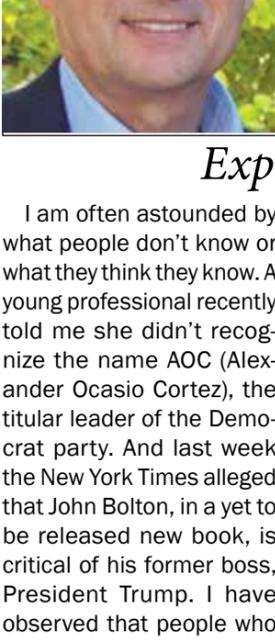 Exp
I am often astounded by
what people don't know or
what they think they know. A
young professional recently
told me she didn't recog-
nize the name AOC (Alex-
ander Ocasio Cortez), the
titular leader of the Demo-
crat party. And last week
the New York Times alleged
that John Bolton, in a yet to
be released new book, is
critical of his former boss,
President Trump. I have
observed that people who